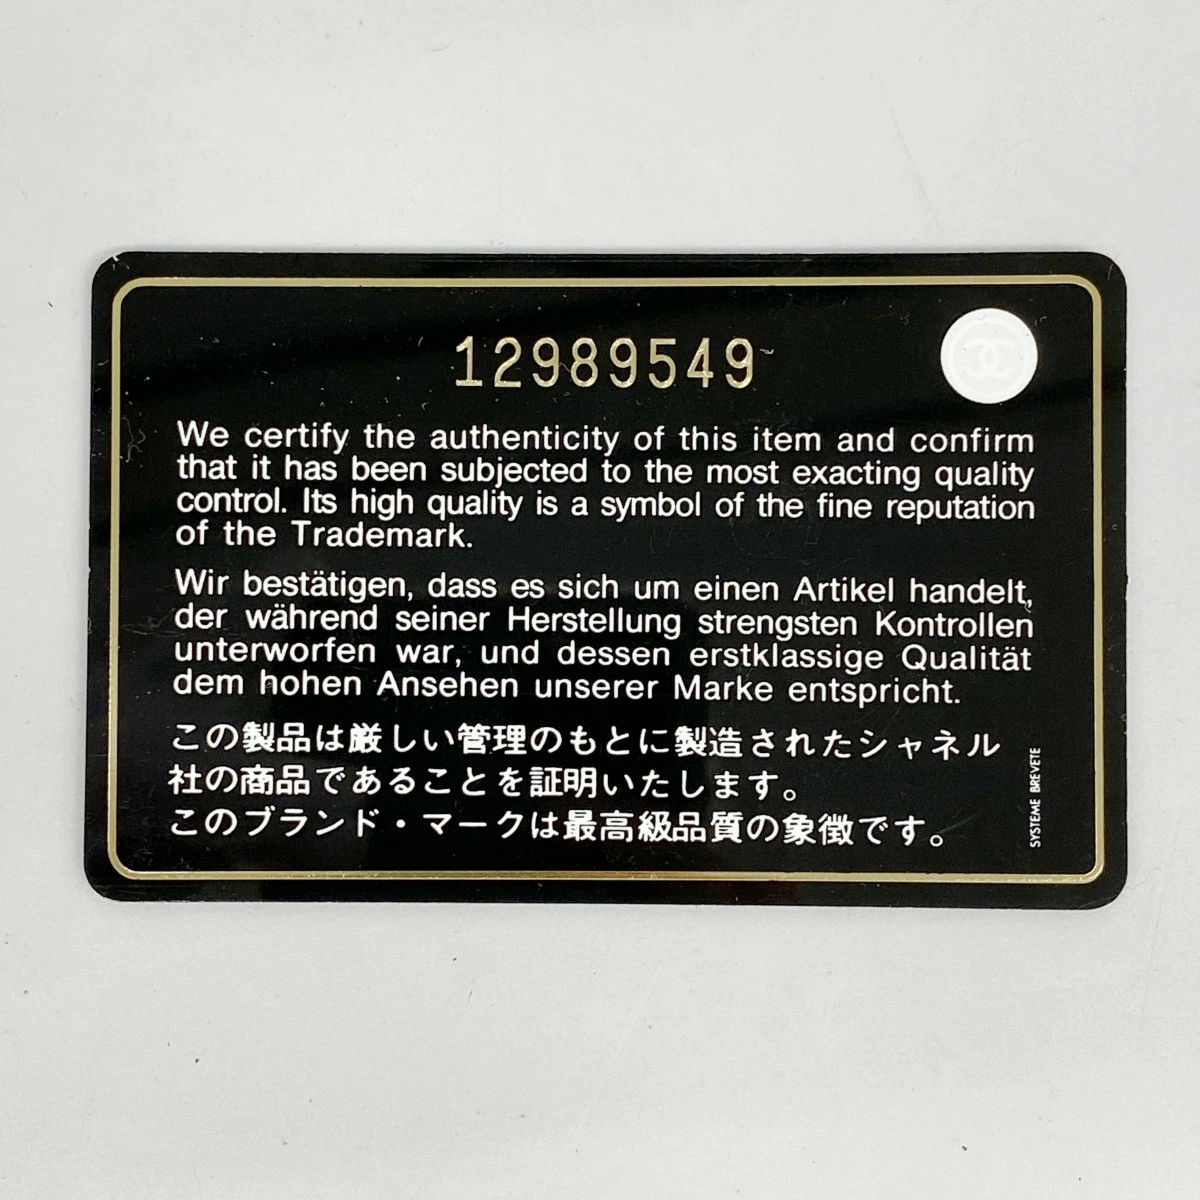 12989549
We certify the authenticity of this item and confirm
that it has been subjected to the most exacting quality
control. Its high quality is a symbol of the fine reputation
of the Trademark.
Wir bestätigen, dass es sich um einen Artikel handelt,
der während seiner Herstellung strengsten Kontrollen
unterworfen war, und dessen erstklassige Qualität
dem hohen Ansehen unserer Marke entspricht.
この製品は厳しい管理のもとに製造されたシャネル
社の商品であることを証明いたします。
このブランド・マークは最高級品質の象徴です。
SYSTEME BREVETE